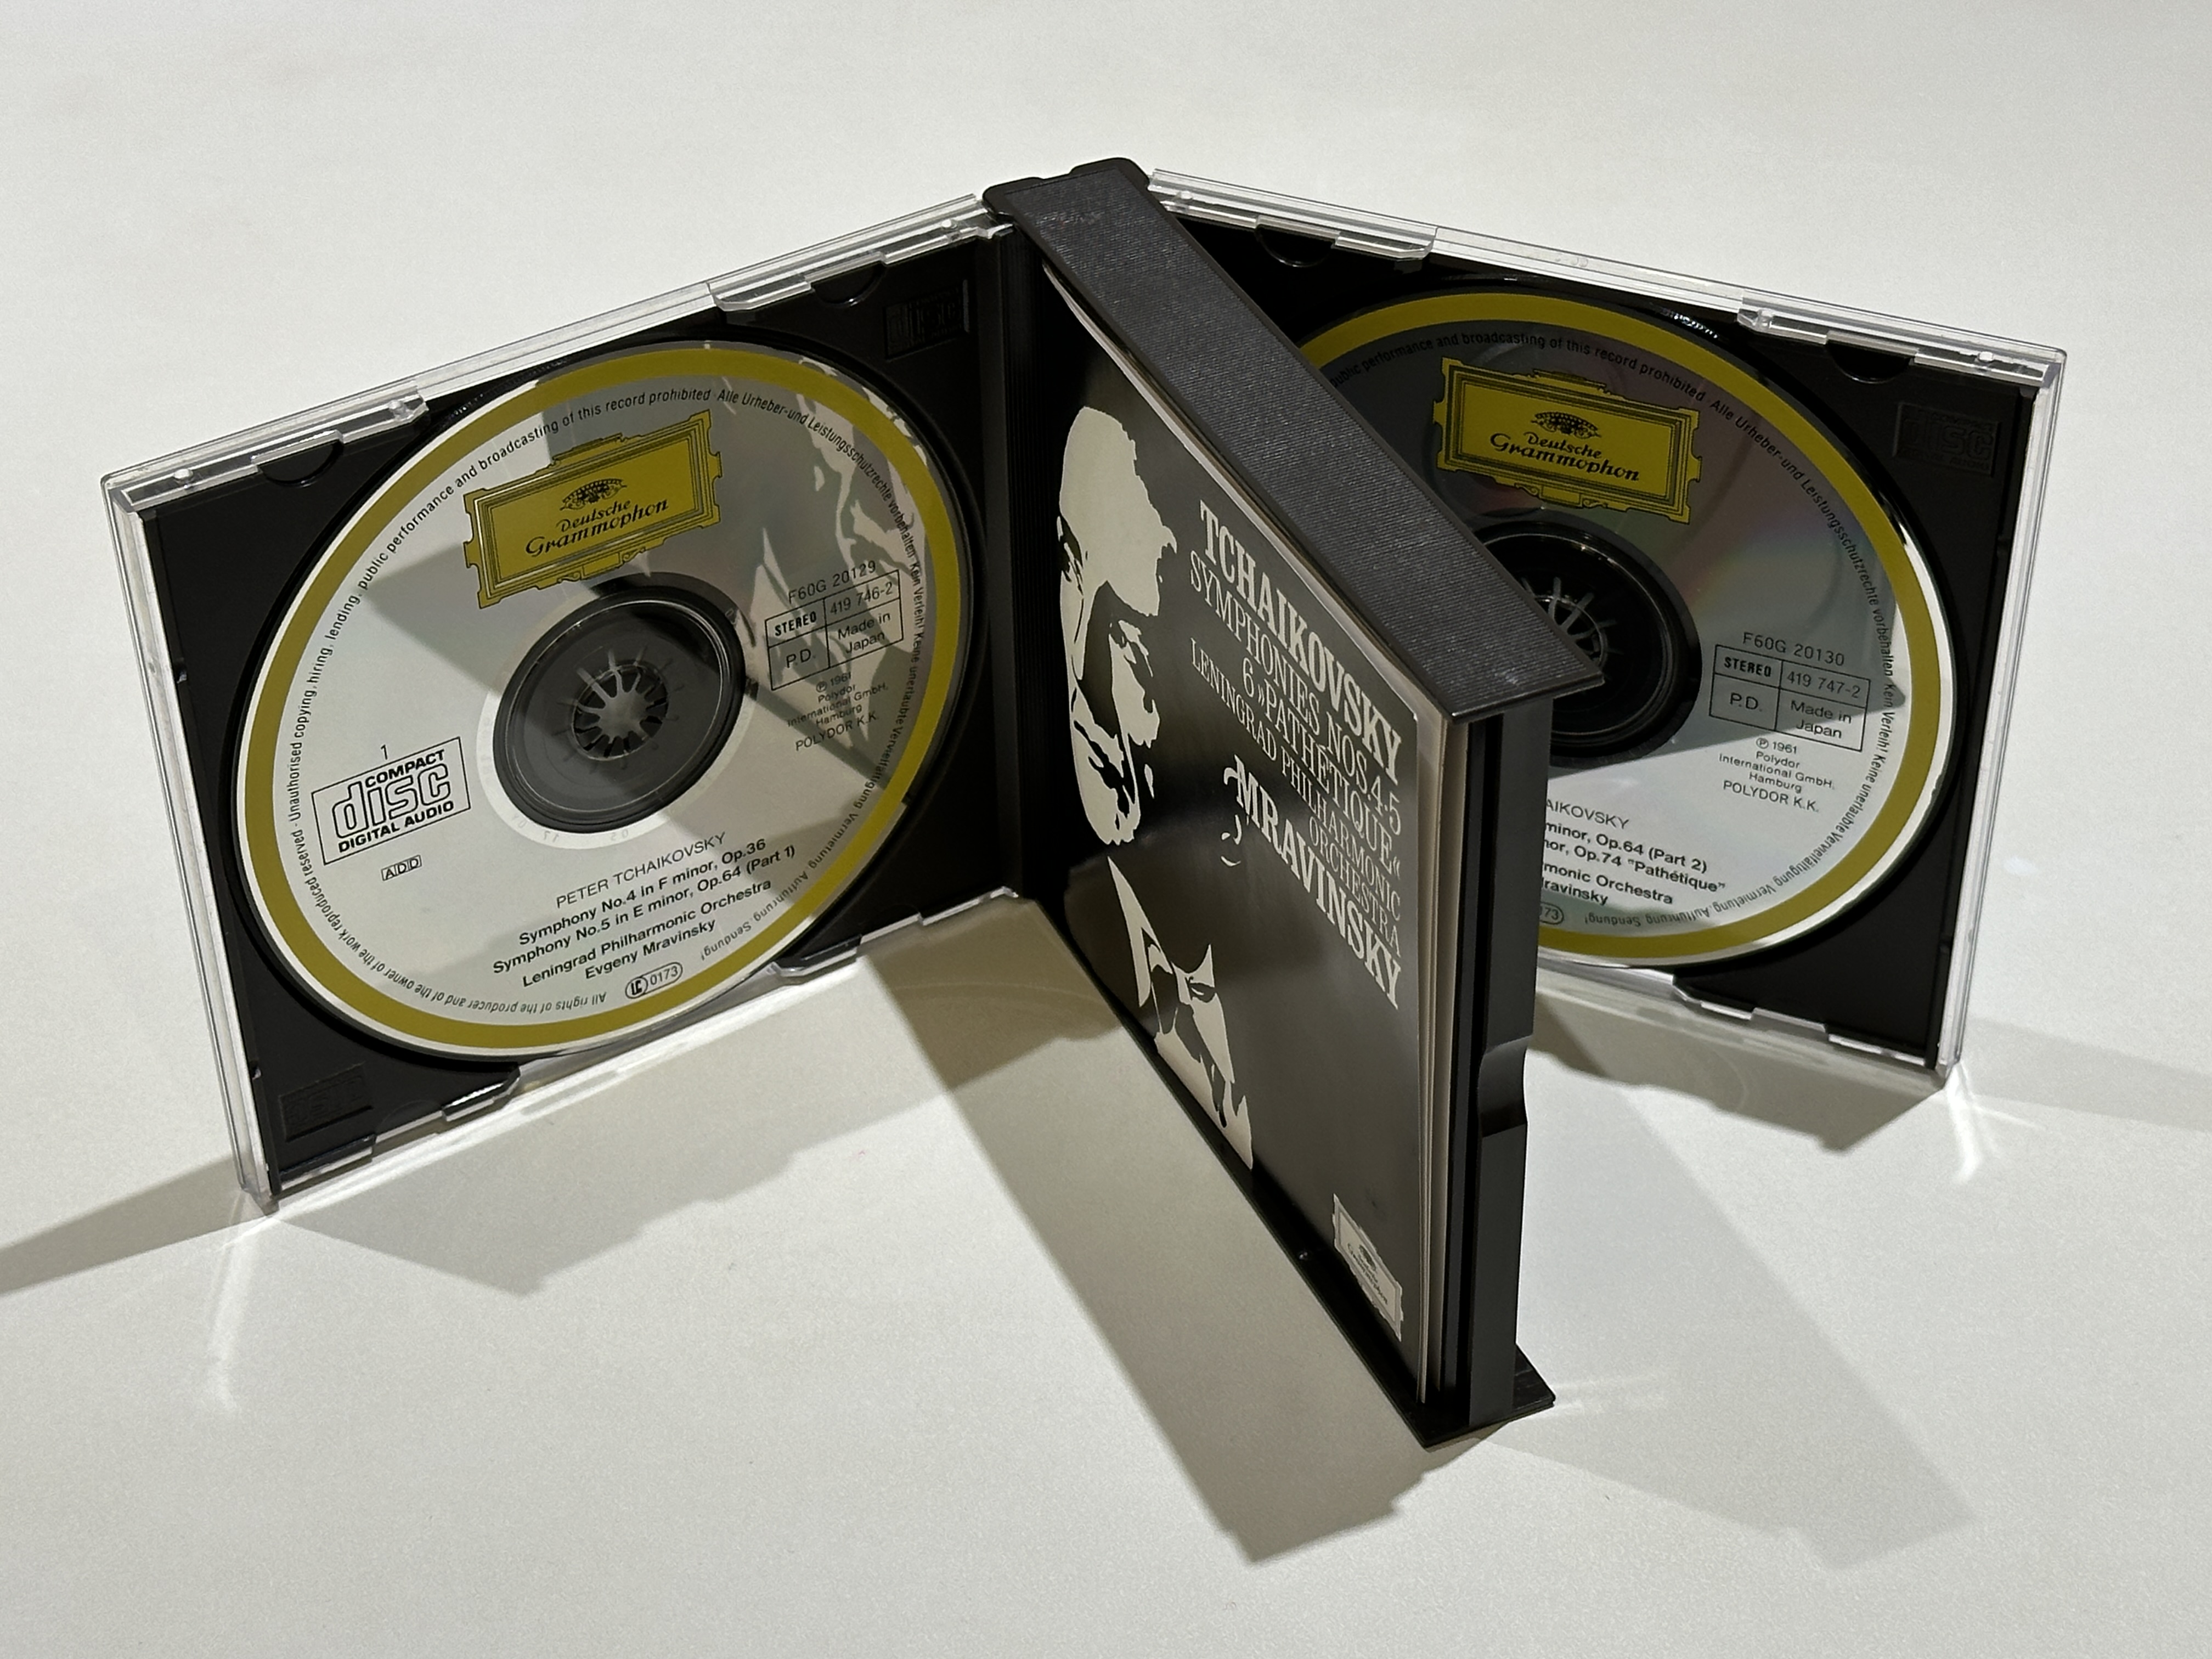 All rights of the producer and of the owner of the work reproduced reserved · Unauthorised copying, hiring, lending, public performance and broadcasting of this record prohibited · Alle Urheber-und Leistungsschutzrechte vorbehalten. Kein Verleih! Keine unerlaubte Vervielfältigung, Vermietung, Aufführung, Sendung!
Deutsche
Grammophon
F60G 20129
STEREO 419 746-2
P.D. Made in
Japan
℗ 1961
Polydor
International GmbH,
Hamburg
POLYDOR K.K.
1
COMPACT
disc
DIGITAL AUDIO
ADD
PETER TCHAIKOVSKY
Symphony No.4 in F minor, Op.36
Symphony No.5 in E minor, Op.64 (Part 1)
Leningrad Philharmonic Orchestra
Evgeny Mravinsky
LC 0173
TCHAIKOVSKY
SYMPHONIES NOS. 4·5
6 »PATHÉTIQUE«
LENINGRAD PHILHARMONIC
ORCHESTRA
MRAVINSKY
public performance and broadcasting of this record prohibited · Alle Urheber-und Leistungsschutzrechte vorbehalten. Kein Verleih! Keine unerlaubte Vervielfältigung, Vermietung, Aufführung, Sendung!
Deutsche
Grammophon
F60G 20130
STEREO 419 747-2
P.D. Made in
Japan
℗ 1961
Polydor
International GmbH,
Hamburg
POLYDOR K.K.
AIKOVSKY
minor, Op.64 (Part 2)
nor, Op.74 "Pathétique"
rmonic Orchestra
ravinsky
173